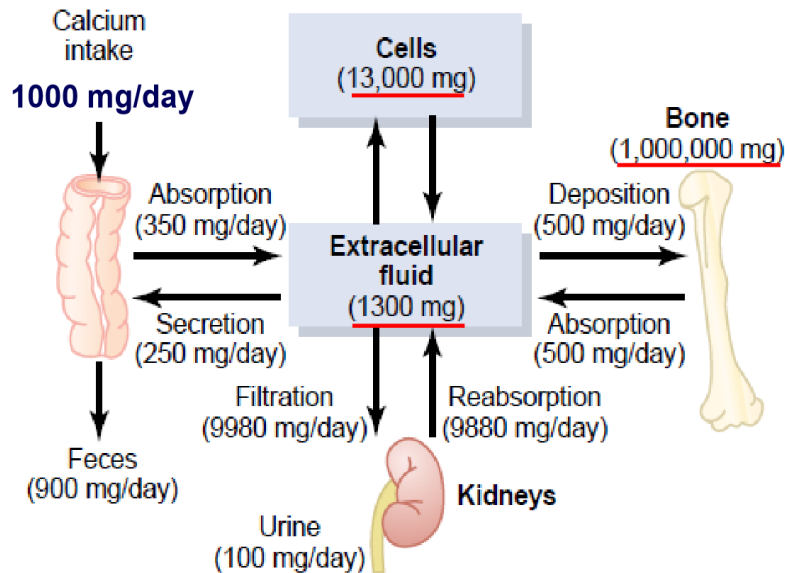 Calcium
intake
1000 mg/day
Cells
(13,000 mg)
Bone
(1,000,000 mg)
Absorption
(350 mg/day)
Extracellular
fluid
(1300 mg)
Deposition
(500 mg/day)
Secretion
(250 mg/day)
Absorption
(500 mg/day)
Filtration
(9980 mg/day)
Reabsorption
(9880 mg/day)
Feces
(900 mg/day)
Kidneys
Urine
(100 mg/day)